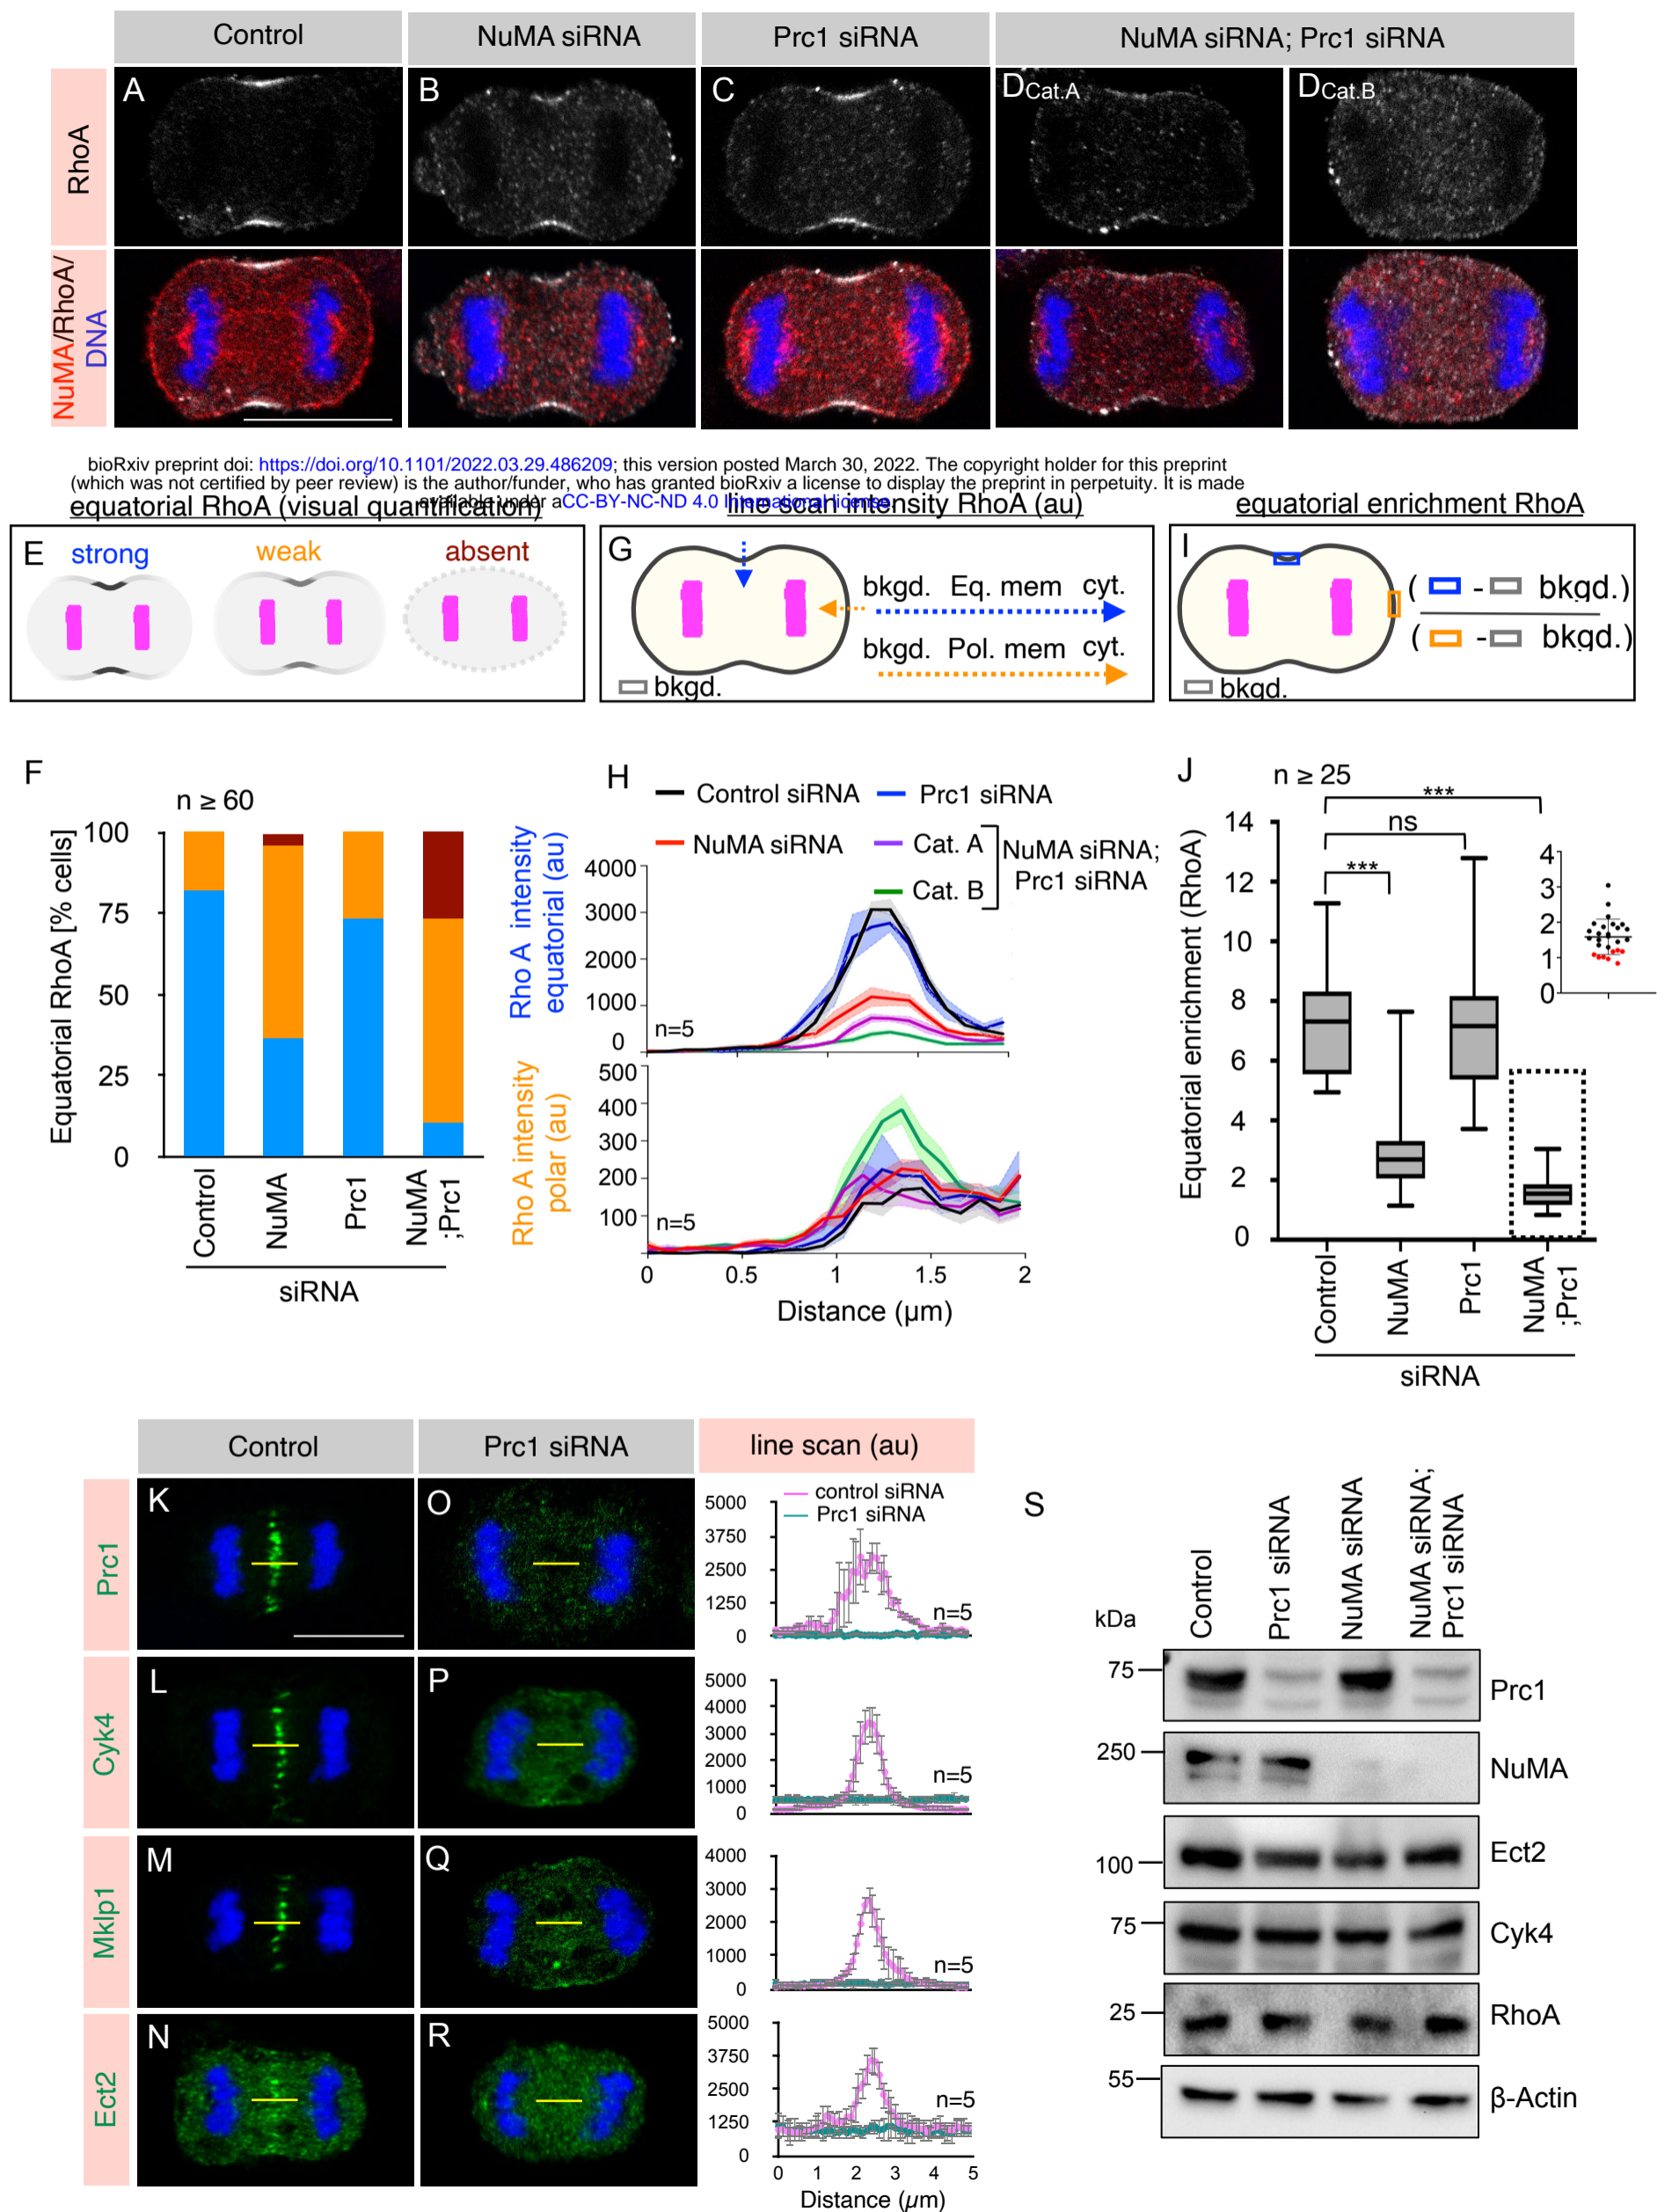 Control
NuMA siRNA
Prc1 siRNA
NuMA siRNA; Prc1 siRNA
RhoA
A
B
C
DCat.A
DCat.B
NuMA/RhoA/
DNA
bioRxiv preprint doi: https://doi.org/10.1101/2022.03.29.486209; this version posted March 30, 2022. The copyright holder for this preprint
(which was not certified by peer review) is the author/funder, who has granted bioRxiv a license to display the preprint in perpetuity. It is made
available under aCC-BY-NC-ND 4.0 International license.
equatorial RhoA (visual quantification)
line scan intensity RhoA (au)
equatorial enrichment RhoA
E
strong
weak
absent
G
bkgd. Eq. mem cyt.
bkgd. Pol. mem cyt.
bkgd.
I
( - bkgd.)
( - bkgd.)
bkgd.
F
n ≥ 60
Equatorial RhoA [% cells]
100
75
50
25
0
Control
NuMA
Prc1
NuMA
;Prc1
siRNA
H
Control siRNA
Prc1 siRNA
NuMA siRNA
Cat. A
Cat. B
NuMA siRNA;
Prc1 siRNA
Rho A intensity
equatorial (au)
4000
3000
2000
1000
0
n=5
Rho A intensity
polar (au)
500
400
300
200
100
n=5
0 0.5 1 1.5 2
Distance (µm)
J
n ≥ 25
***
ns
***
Equatorial enrichment (RhoA)
14
12
10
8
6
4
2
0
4
3
2
1
0
Control
NuMA
Prc1
NuMA
;Prc1
siRNA
Control
Prc1 siRNA
line scan (au)
Prc1
K
O
control siRNA
Prc1 siRNA
5000
3750
2500
1250
0
n=5
Cyk4
L
P
5000
4000
3000
2000
1000
0
n=5
Mklp1
M
Q
4000
3000
2000
1000
0
n=5
Ect2
N
R
5000
3750
2500
1250
0
n=5
0 1 2 3 4 5
Distance (µm)
S
Control
Prc1 siRNA
NuMA siRNA
NuMA siRNA;
Prc1 siRNA
kDa
75
Prc1
250
NuMA
100
Ect2
75
Cyk4
25
RhoA
55
β-Actin